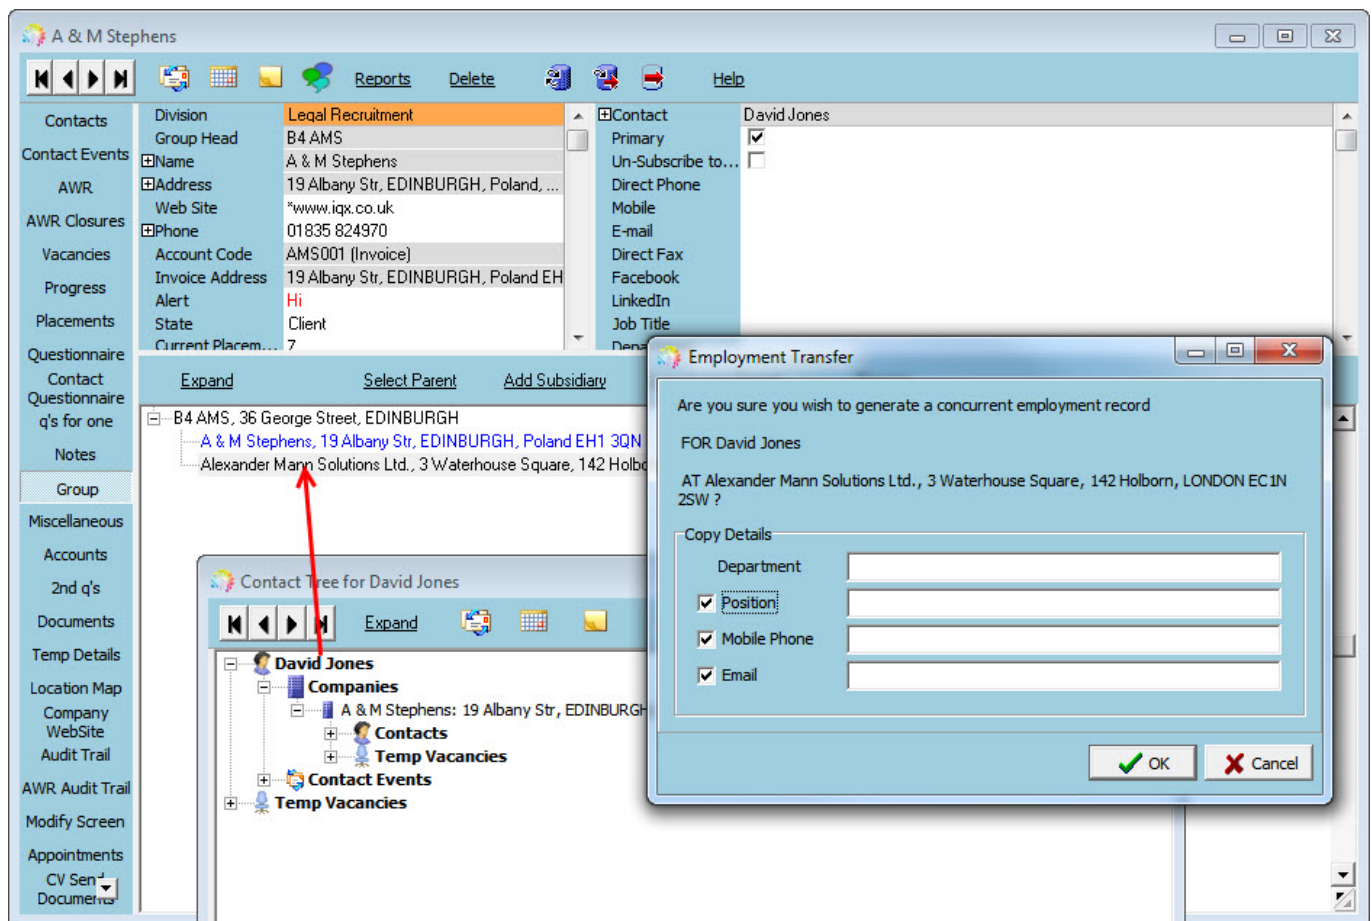 A & M Stephens
Reports Delete Help
Contacts
Contact Events
AWR
AWR Closures
Vacancies
Progress
Placements
Questionnaire
Contact
Questionnaire
q's for one
Notes
Group
Miscellaneous
Accounts
2nd q's
Documents
Temp Details
Location Map
Company
WebSite
Audit Trail
AWR Audit Trail
Modify Screen
Appointments
CV Send
Documents
Division Legal Recruitment
Group Head B4 AMS
Name A & M Stephens
Address 19 Albany Str, EDINBURGH, Poland, ...
Web Site *www.iqx.co.uk
Phone 01835 824970
Account Code AMS001 (Invoice)
Invoice Address 19 Albany Str, EDINBURGH, Poland EH
Alert Hi
State Client
Current Placem... 7
Contact David Jones
Primary
Un-Subscribe to...
Direct Phone
Mobile
E-mail
Direct Fax
Facebook
LinkedIn
Job Title
Expand Select Parent Add Subsidiary
B4 AMS, 36 George Street, EDINBURGH
A & M Stephens, 19 Albany Str, EDINBURGH, Poland EH1 3QN
Alexander Mann Solutions Ltd., 3 Waterhouse Square, 142 Holbo
Contact Tree for David Jones
Expand
David Jones
Companies
A & M Stephens: 19 Albany Str, EDINBURGH
Contacts
Temp Vacancies
Contact Events
Temp Vacancies
Employment Transfer
Are you sure you wish to generate a concurrent employment record
FOR David Jones
AT Alexander Mann Solutions Ltd., 3 Waterhouse Square, 142 Holborn, LONDON EC1N
2SW ?
Copy Details
Department
Position
Mobile Phone
Email
OK Cancel